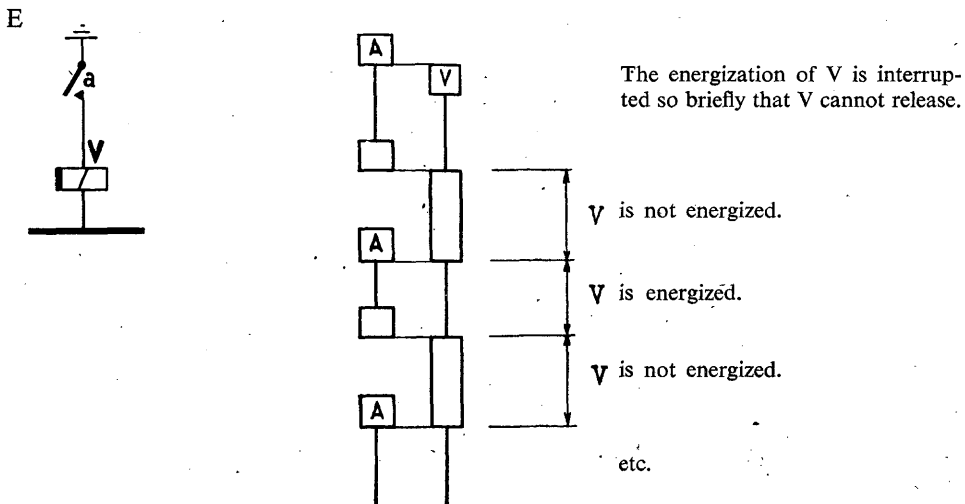 E
a
V
A
V
The energization of V is interrup-
ted so briefly that V cannot release.
V is not energized.
A
V is energized.
V is not energized.
A
etc.